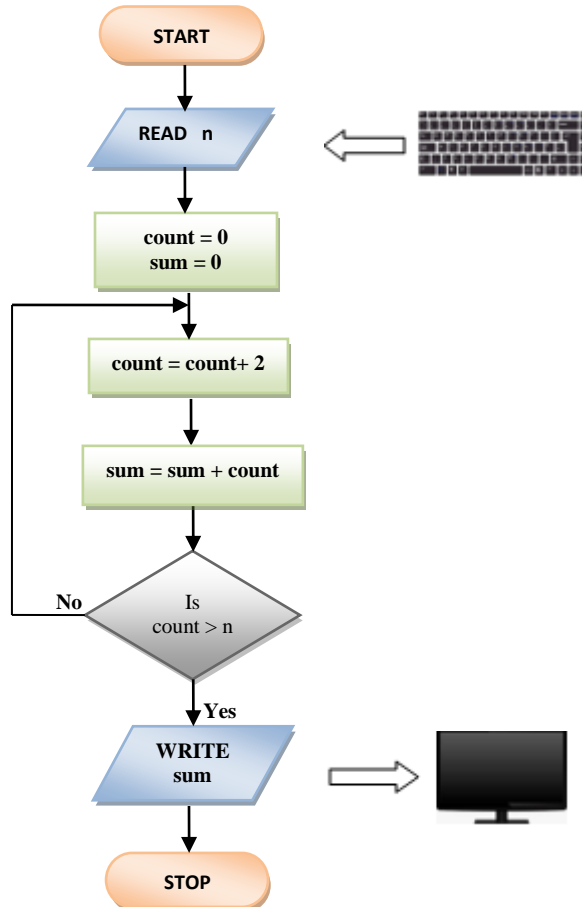 START
READ n
count = 0
sum = 0
count = count+ 2
sum = sum + count
Is
count > n
No
Yes
WRITE
sum
STOP